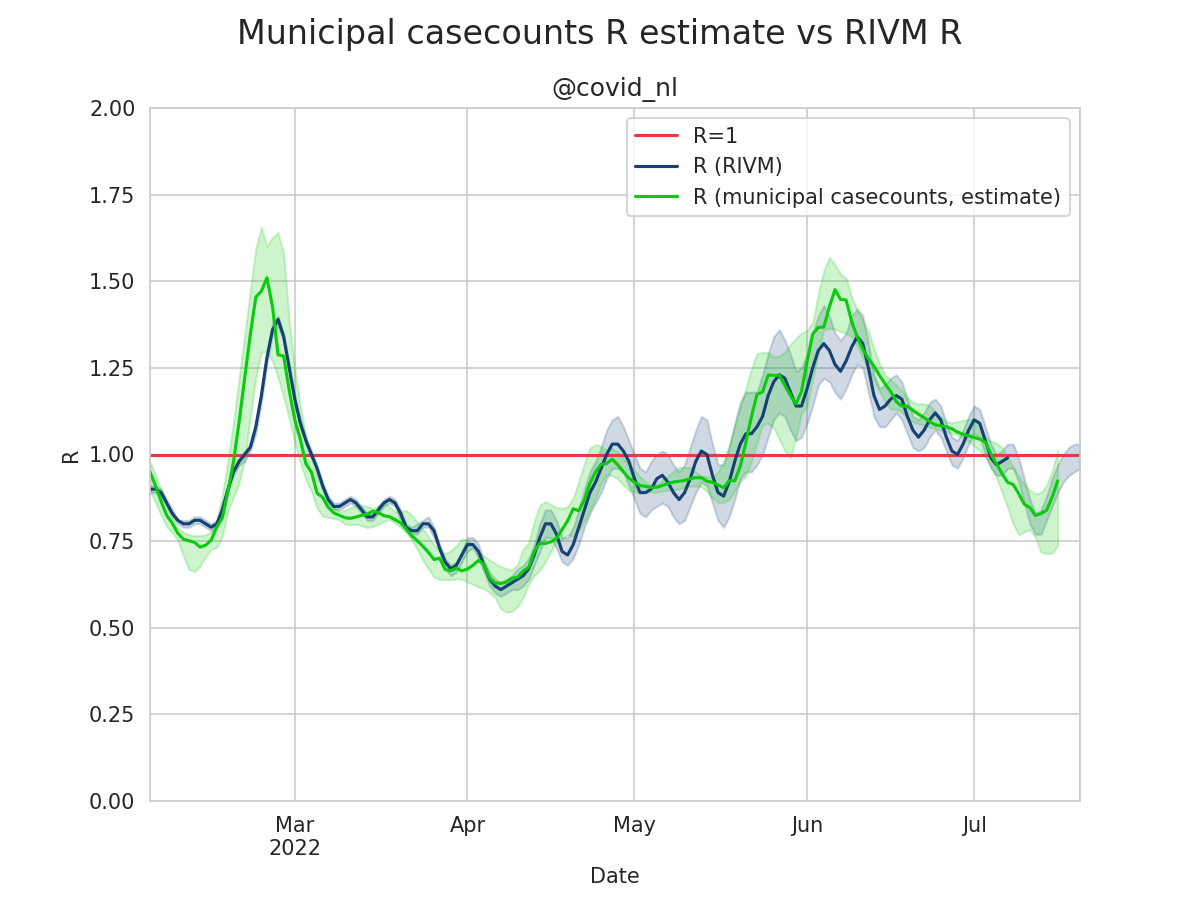 Municipal casecounts R estimate vs RIVM R
@covid_nl
2.00
1.75
1.50
1.25
1.00
0.75
0.50
0.25
0.00
R
R=1
R (RIVM)
R (municipal casecounts, estimate)
Mar
2022
Apr
May
Jun
Jul
Date